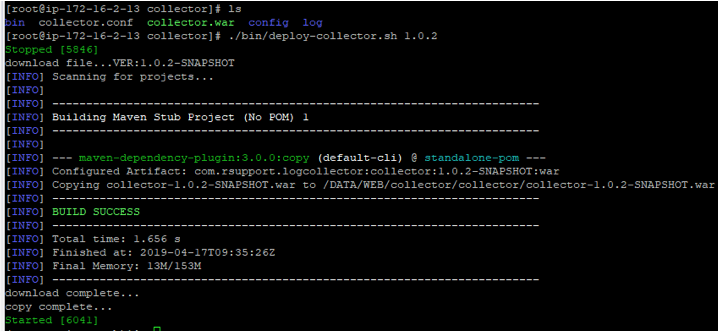 [root@ip-172-16-2-13 collector]# ls
bin  collector.conf  collector.war  config  log
[root@ip-172-16-2-13 collector]# ./bin/deploy-collector.sh 1.0.2
Stopped [5846]
download file...VER:1.0.2-SNAPSHOT
[INFO] Scanning for projects...
[INFO]
[INFO] ------------------------------------------------------------------------
[INFO] Building Maven Stub Project (No POM) 1
[INFO] ------------------------------------------------------------------------
[INFO]
[INFO] --- maven-dependency-plugin:3.0.0:copy (default-cli) @ standalone-pom ---
[INFO] Configured Artifact: com.rsupport.logcollector:collector:1.0.2-SNAPSHOT:war
[INFO] Copying collector-1.0.2-SNAPSHOT.war to /DATA/WEB/collector/collector/collector-1.0.2-SNAPSHOT.war
[INFO] ------------------------------------------------------------------------
[INFO] BUILD SUCCESS
[INFO] ------------------------------------------------------------------------
[INFO] Total time: 1.656 s
[INFO] Finished at: 2019-04-17T09:35:26Z
[INFO] Final Memory: 13M/153M
[INFO] ------------------------------------------------------------------------
download complete...
copy complete...
Started [6041]